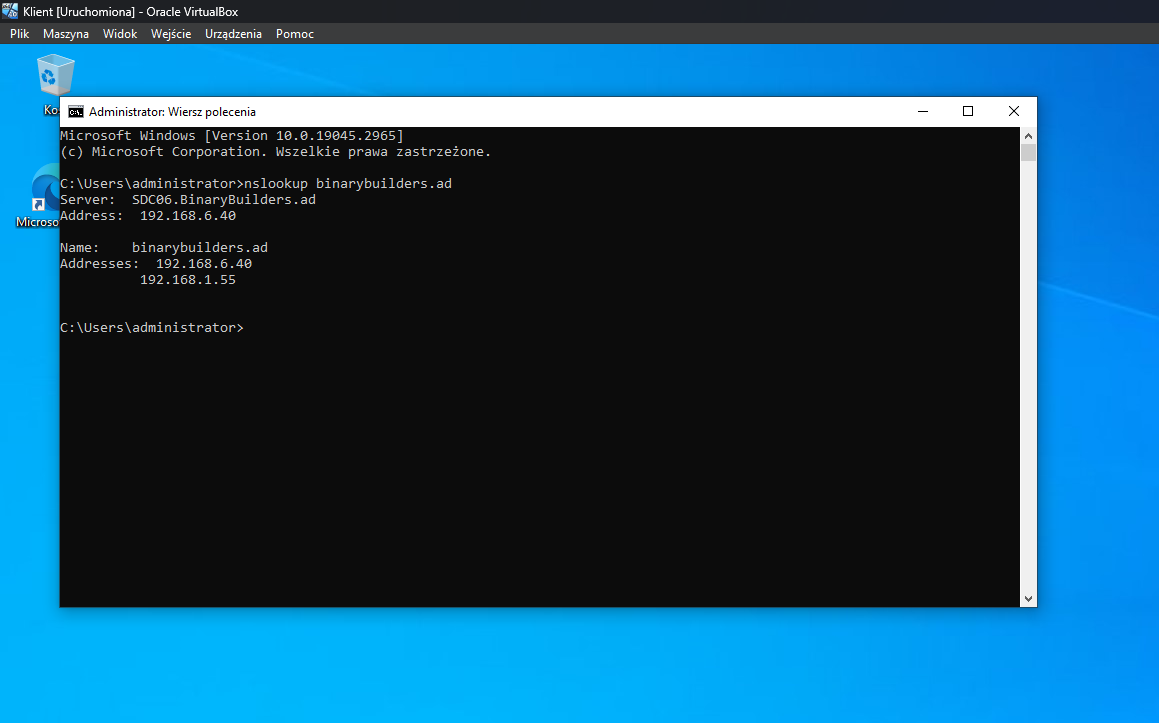 Klient [Uruchomiona] - Oracle VirtualBox
Plik Maszyna Widok Wejście Urządzenia Pomoc
Ko
Administrator: Wiersz polecenia
Microsoft Windows [Version 10.0.19045.2965]
(c) Microsoft Corporation. Wszelkie prawa zastrzeżone.
C:\Users\administrator>nslookup binarybuilders.ad
Server:  SDC06.BinaryBuilders.ad
Address:  192.168.6.40
Microso
Name:    binarybuilders.ad
Addresses:  192.168.6.40
          192.168.1.55
C:\Users\administrator>